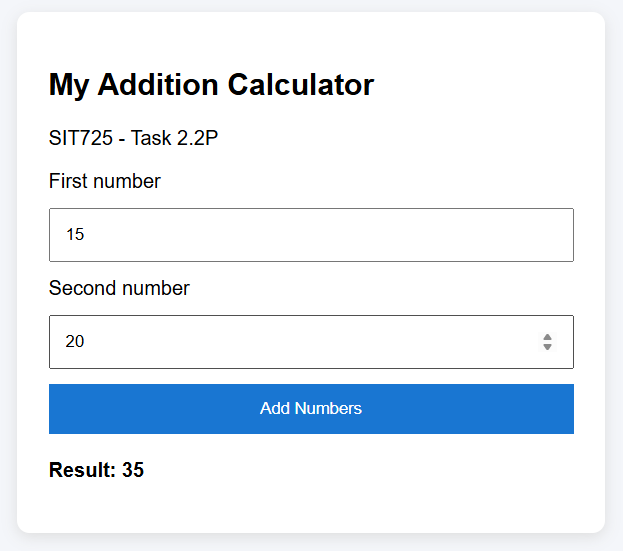 My Addition Calculator
SIT725 - Task 2.2P
First number
15
Second number
20
Add Numbers
Result: 35